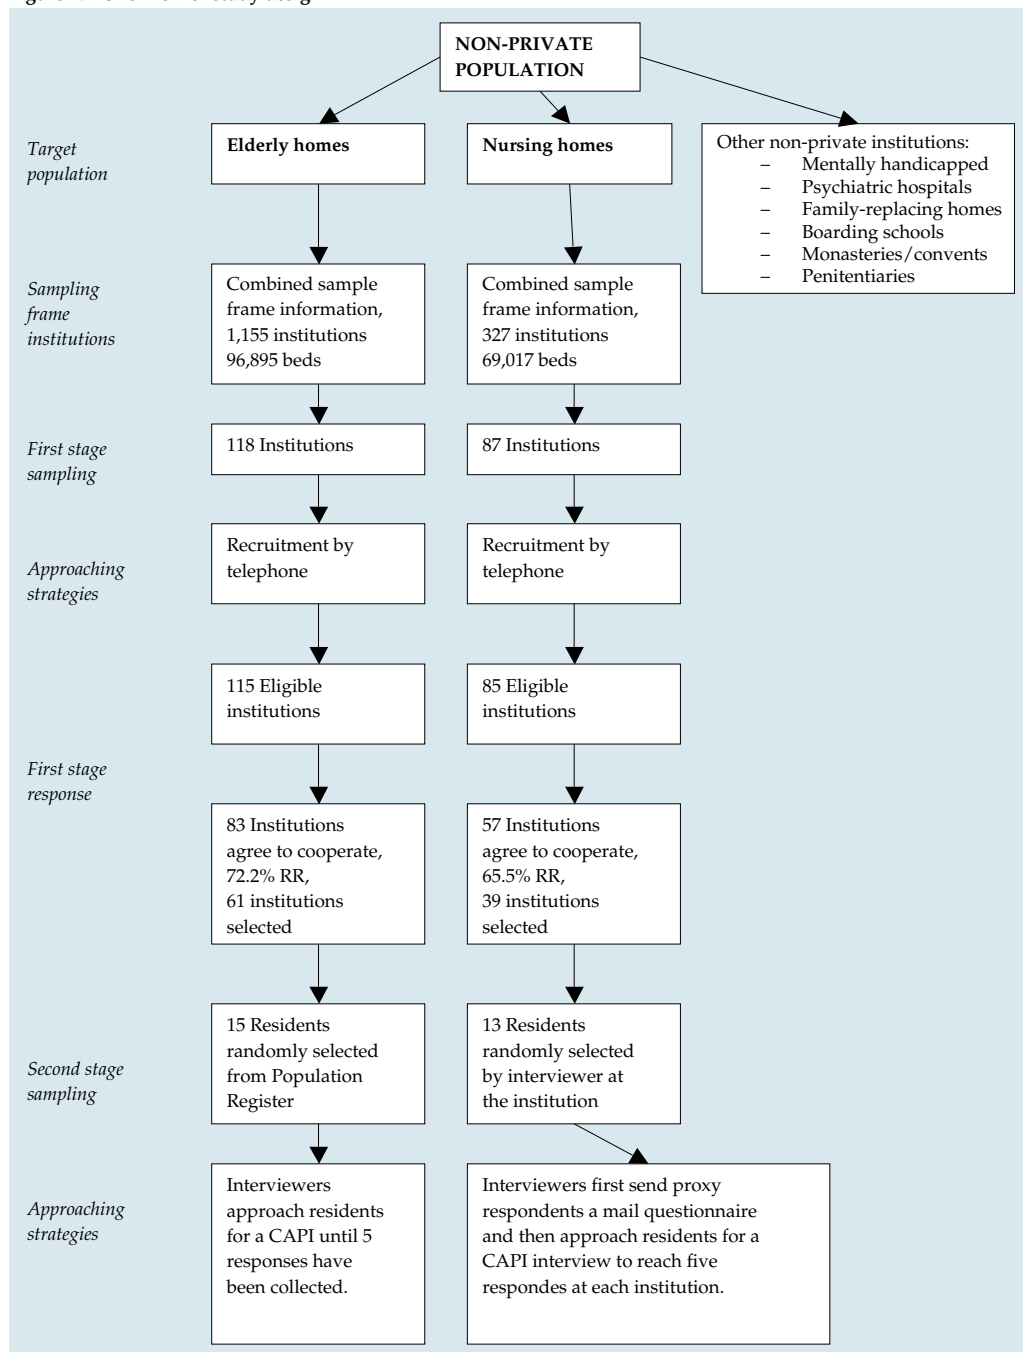 NON-PRIVATE
POPULATION
Target
population
Elderly homes
Nursing homes
Other non-private institutions:
– Mentally handicapped
– Psychiatric hospitals
– Family-replacing homes
– Boarding schools
– Monasteries/convents
– Penitentiaries
Sampling
frame
institutions
Combined sample
frame information,
1,155 institutions
96,895 beds
Combined sample
frame information,
327 institutions
69,017 beds
First stage
sampling
118 Institutions
87 Institutions
Approaching
strategies
Recruitment by
telephone
Recruitment by
telephone
115 Eligible
institutions
85 Eligible
institutions
First stage
response
83 Institutions
agree to cooperate,
72.2% RR,
61 institutions
selected
57 Institutions
agree to cooperate,
65.5% RR,
39 institutions
selected
Second stage
sampling
15 Residents
randomly selected
from Population
Register
13 Residents
randomly selected
by interviewer at
the institution
Approaching
strategies
Interviewers
approach residents
for a CAPI until 5
responses have
been collected.
Interviewers first send proxy
respondents a mail questionnaire
and then approach residents for a
CAPI interview to reach five
respondes at each institution.